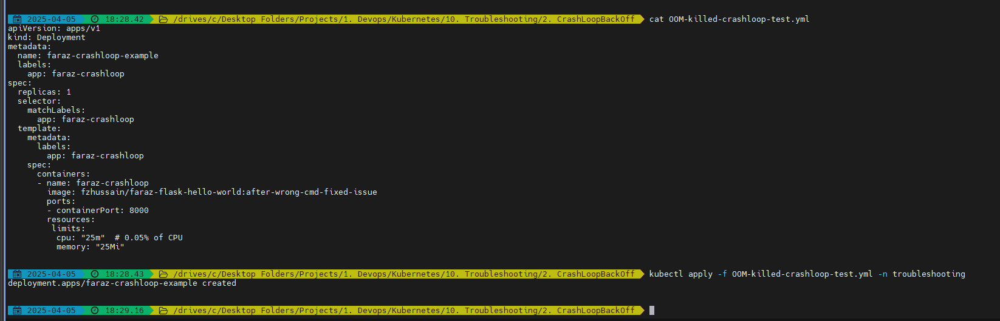 2025-04-05 18:28.42 /drives/c/Desktop Folders/Projects/1. Devops/Kubernetes/10. Troubleshooting/2. CrashLoopBackOff cat OOM-killed-crashloop-test.yml
apiVersion: apps/v1
kind: Deployment
metadata:
  name: faraz-crashloop-example
  labels:
    app: faraz-crashloop
spec:
  replicas: 1
  selector:
    matchLabels:
      app: faraz-crashloop
  template:
    metadata:
      labels:
        app: faraz-crashloop
    spec:
      containers:
      - name: faraz-crashloop
        image: fzhussain/faraz-flask-hello-world:after-wrong-cmd-fixed-issue
        ports:
        - containerPort: 8000
        resources:
         limits:
          cpu: "25m"  # 0.05% of CPU
          memory: "25Mi"
2025-04-05 18:28.43 /drives/c/Desktop Folders/Projects/1. Devops/Kubernetes/10. Troubleshooting/2. CrashLoopBackOff kubectl apply -f OOM-killed-crashloop-test.yml -n troubleshooting
deployment.apps/faraz-crashloop-example created
2025-04-05 18:29.16 /drives/c/Desktop Folders/Projects/1. Devops/Kubernetes/10. Troubleshooting/2. CrashLoopBackOff